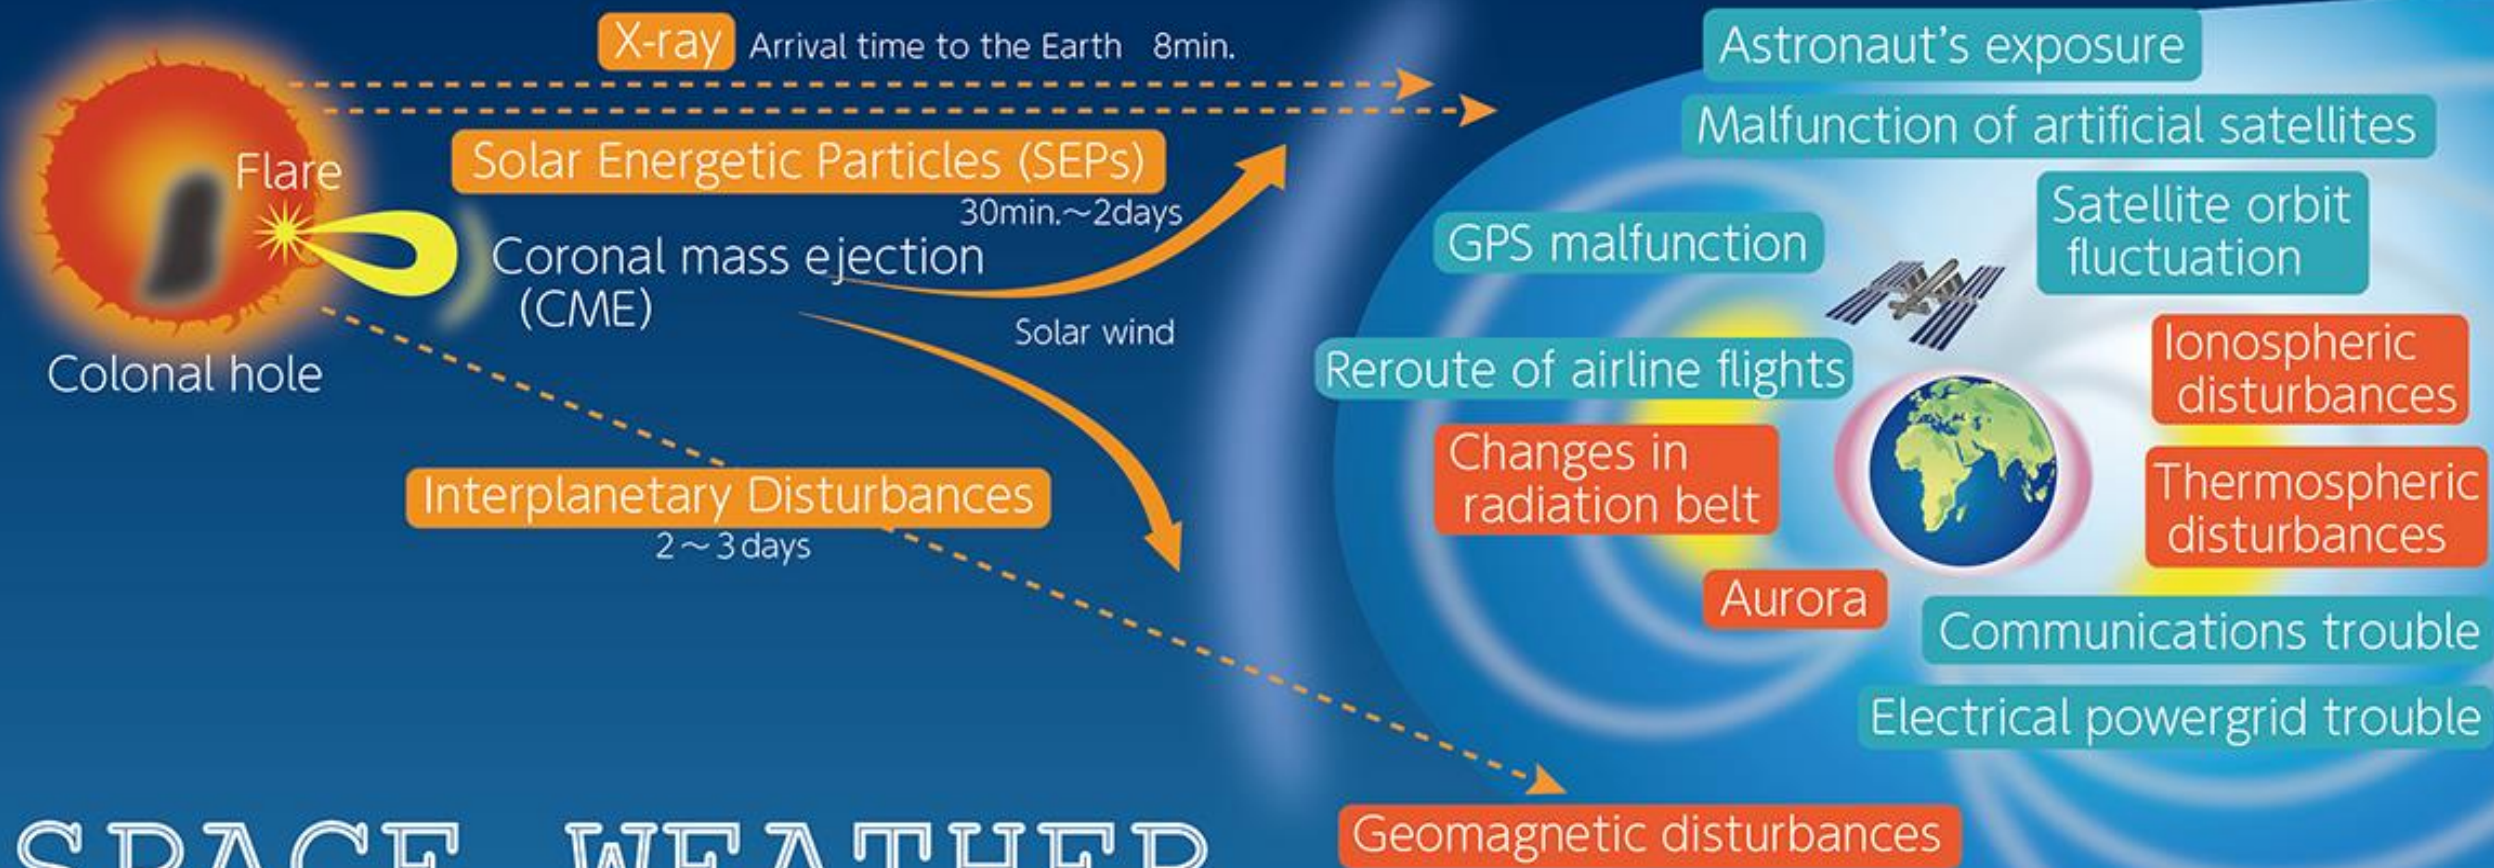 X-ray Arrival time to the Earth 8min.
Solar Energetic Particles (SEPs)
30min.～2days
Flare
Coronal mass ejection
(CME)
Solar wind
Colonal hole
Interplanetary Disturbances
2～3days
SPACE WEATHER
Astronaut's exposure
Malfunction of artificial satellites
Satellite orbit
fluctuation
GPS malfunction
Reroute of airline flights
Ionospheric
disturbances
Changes in
radiation belt
Thermospheric
disturbances
Aurora
Communications trouble
Electrical powergrid trouble
Geomagnetic disturbances